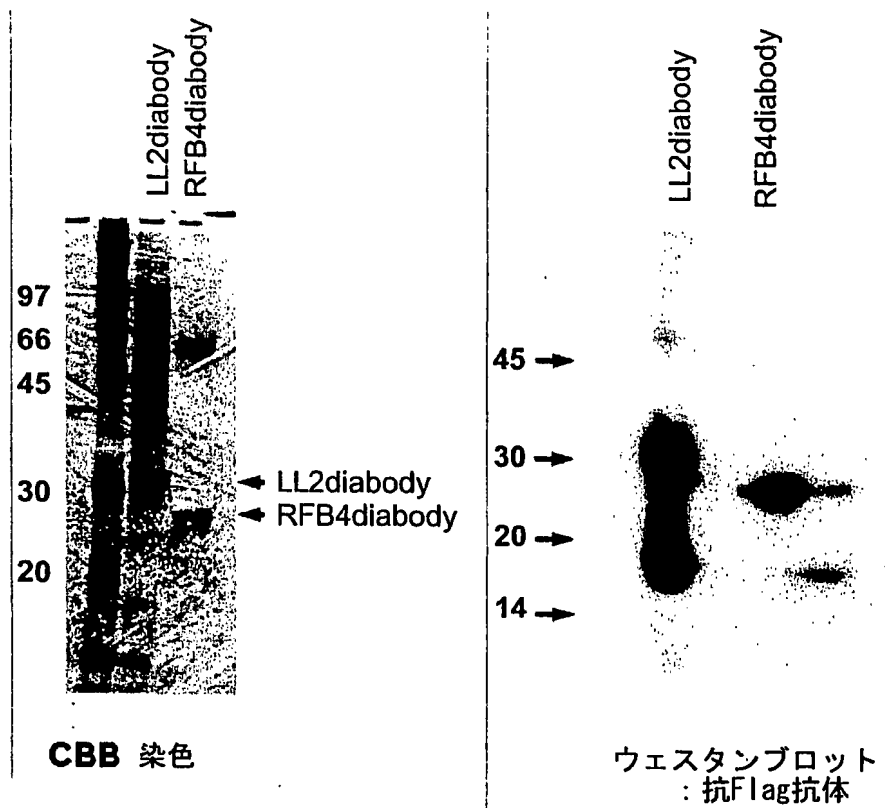 LL2diabody
RFB4diabody
97
66
45
30
20
LL2diabody
RFB4diabody
CBB 染色
LL2diabody
RFB4diabody
45
30
20
14
ウェスタンブロット
：抗Flag抗体